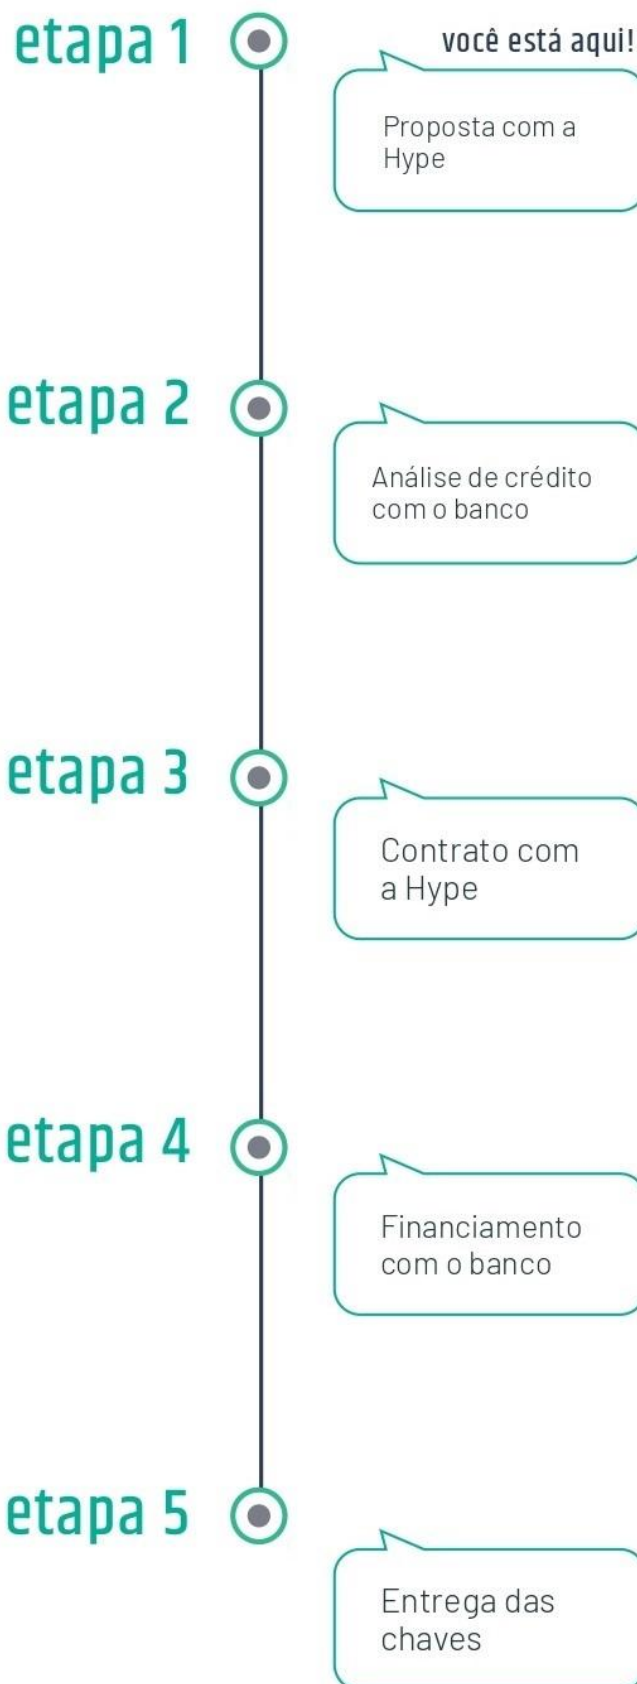 etapa 1
você está aqui!
Proposta com a
Hype
etapa 2
Análise de crédito
com o banco
etapa 3
Contrato com
a Hype
etapa 4
Financiamento
com o banco
etapa 5
Entrega das
chaves